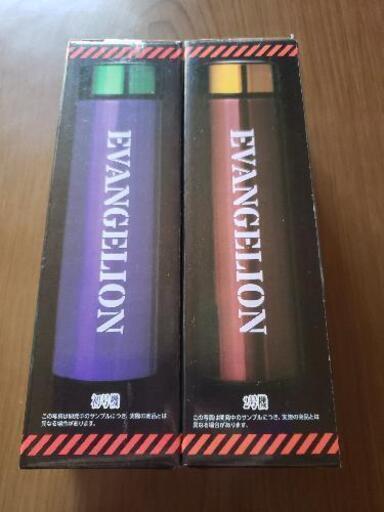 EVANGELION
初号機
この写真は開発中のサンプルにつき、実際の商品とは
異なる場合があります。
EVANGELION
2号機
この写真は開発中のサンプルにつき、実際の商品とは
異なる場合があります。